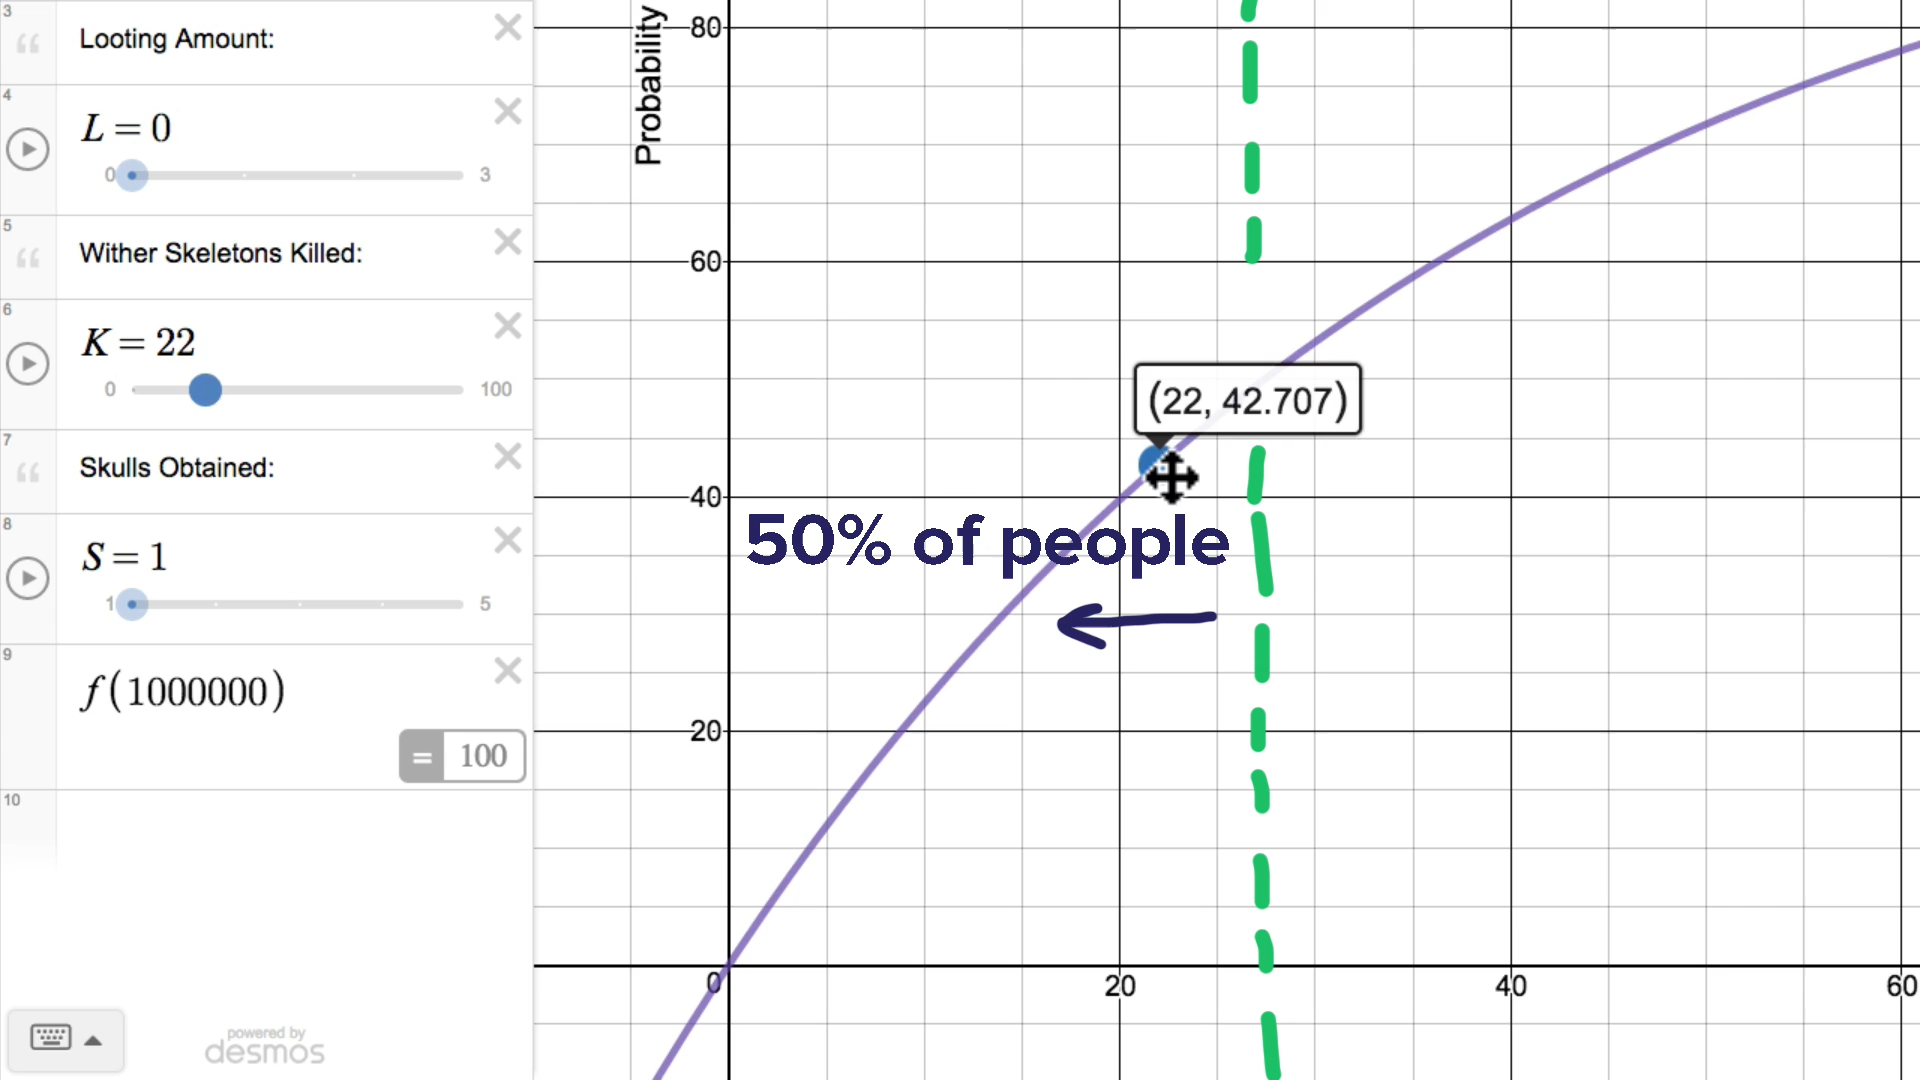 3
Looting Amount:
4
L = 0
0
3
5
Wither Skeletons Killed:
6
K = 22
0
100
7
Skulls Obtained:
8
S = 1
1
5
9
f(1000000)
= 100
10
powered by
desmos
Probability
80
60
(22, 42.707)
40
50% of people
20
0
20
40
60